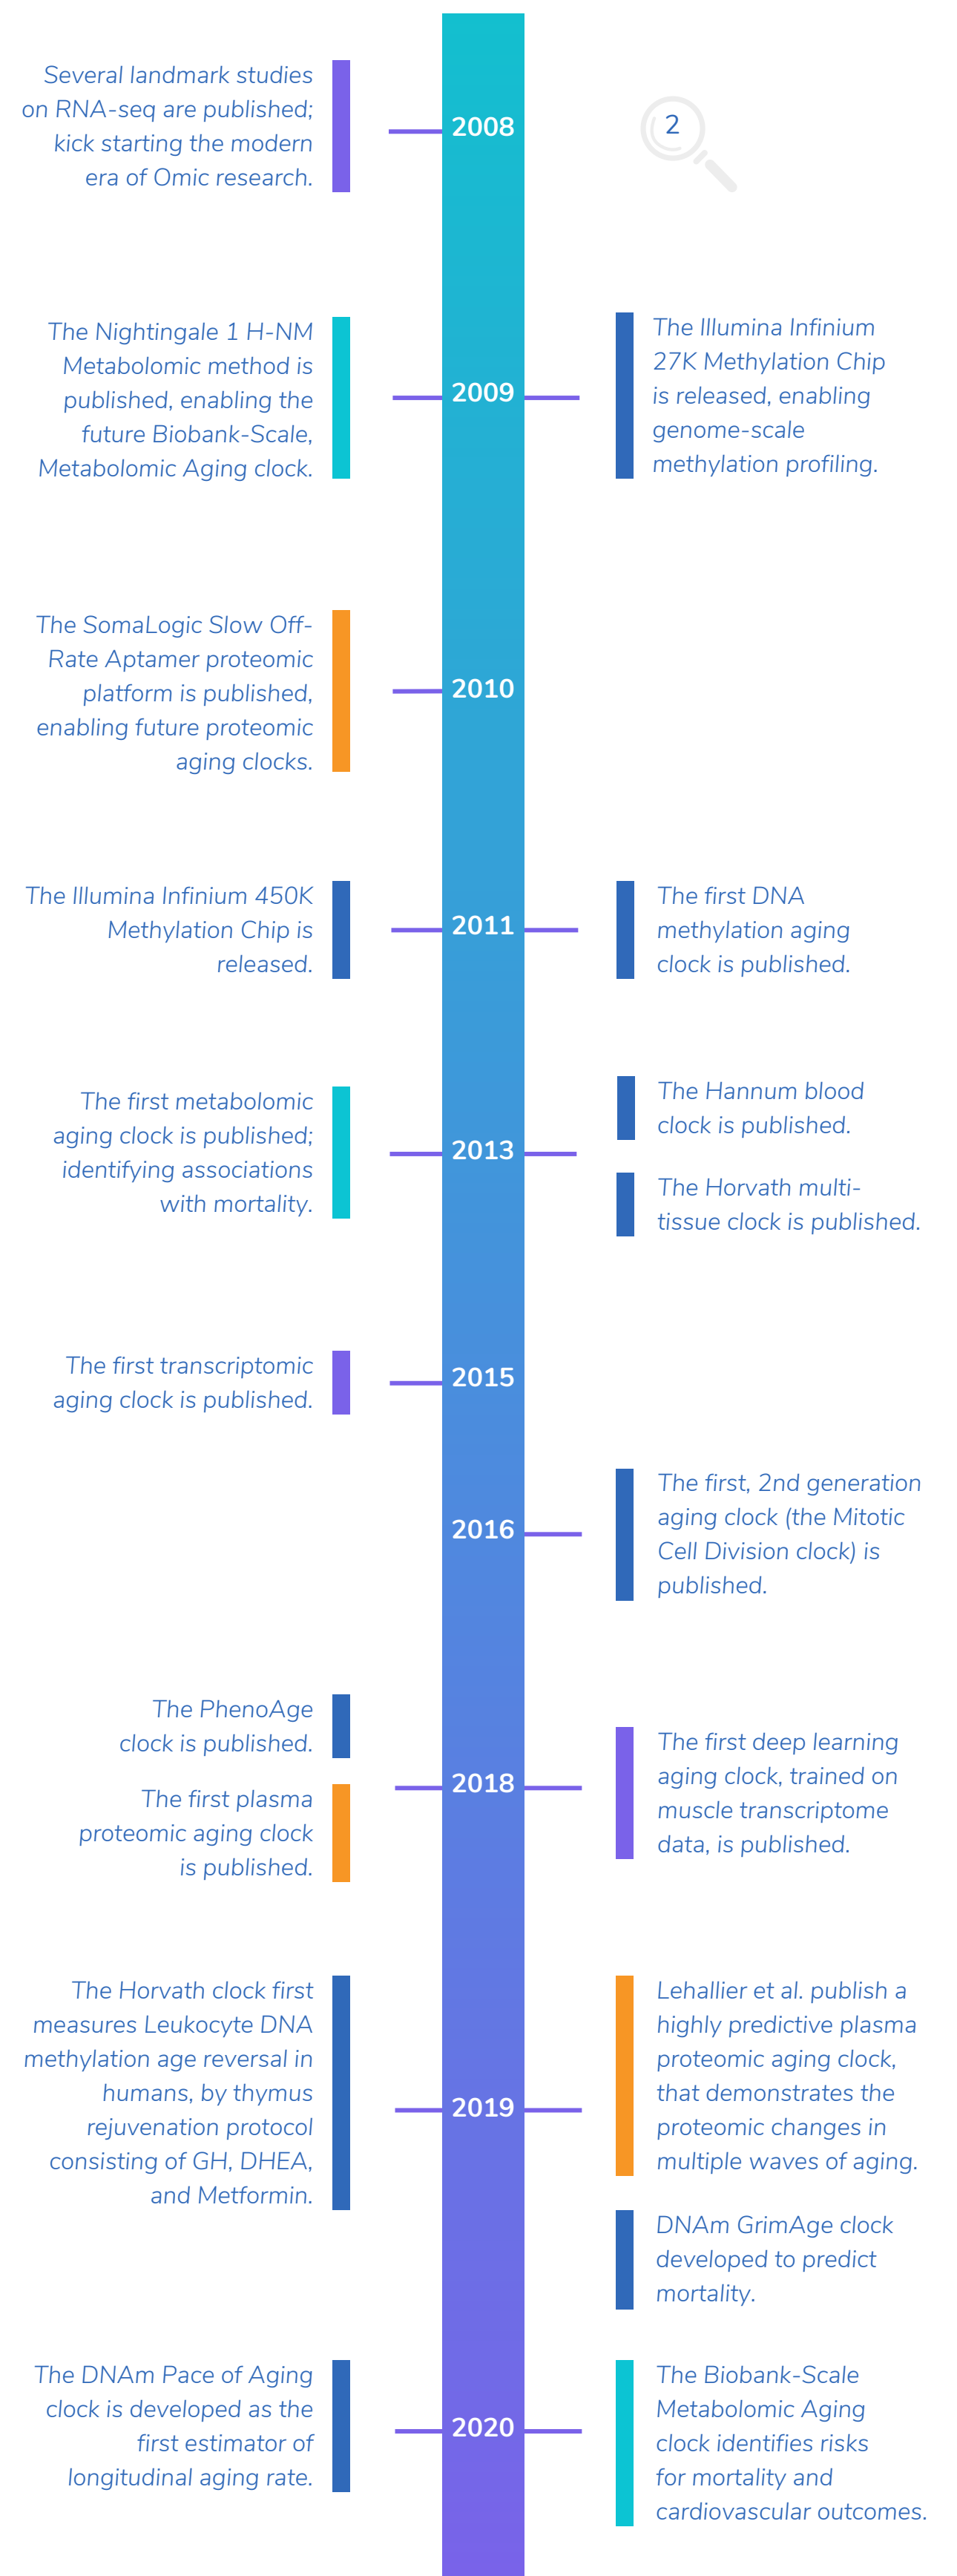 Several landmark studies
on RNA-seq are published;
kick starting the modern
era of Omic research.
2008
2
The Nightingale 1 H-NM
Metabolomic method is
published, enabling the
future Biobank-Scale,
Metabolomic Aging clock.
2009
The Illumina Infinium
27K Methylation Chip
is released, enabling
genome-scale
methylation profiling.
The SomaLogic Slow Off-
Rate Aptamer proteomic
platform is published,
enabling future proteomic
aging clocks.
2010
The Illumina Infinium 450K
Methylation Chip is
released.
2011
The first DNA
methylation aging
clock is published.
The first metabolomic
aging clock is published;
identifying associations
with mortality.
2013
The Hannum blood
clock is published.
The Horvath multi-
tissue clock is published.
The first transcriptomic
aging clock is published.
2015
2016
The first, 2nd generation
aging clock (the Mitotic
Cell Division clock) is
published.
The PhenoAge
clock is published.
The first plasma
proteomic aging clock
is published.
2018
The first deep learning
aging clock, trained on
muscle transcriptome
data, is published.
The Horvath clock first
measures Leukocyte DNA
methylation age reversal in
humans, by thymus
rejuvenation protocol
consisting of GH, DHEA,
and Metformin.
2019
Lehallier et al. publish a
highly predictive plasma
proteomic aging clock,
that demonstrates the
proteomic changes in
multiple waves of aging.
DNAm GrimAge clock
developed to predict
mortality.
The DNAm Pace of Aging
clock is developed as the
first estimator of
longitudinal aging rate.
2020
The Biobank-Scale
Metabolomic Aging
clock identifies risks
for mortality and
cardiovascular outcomes.